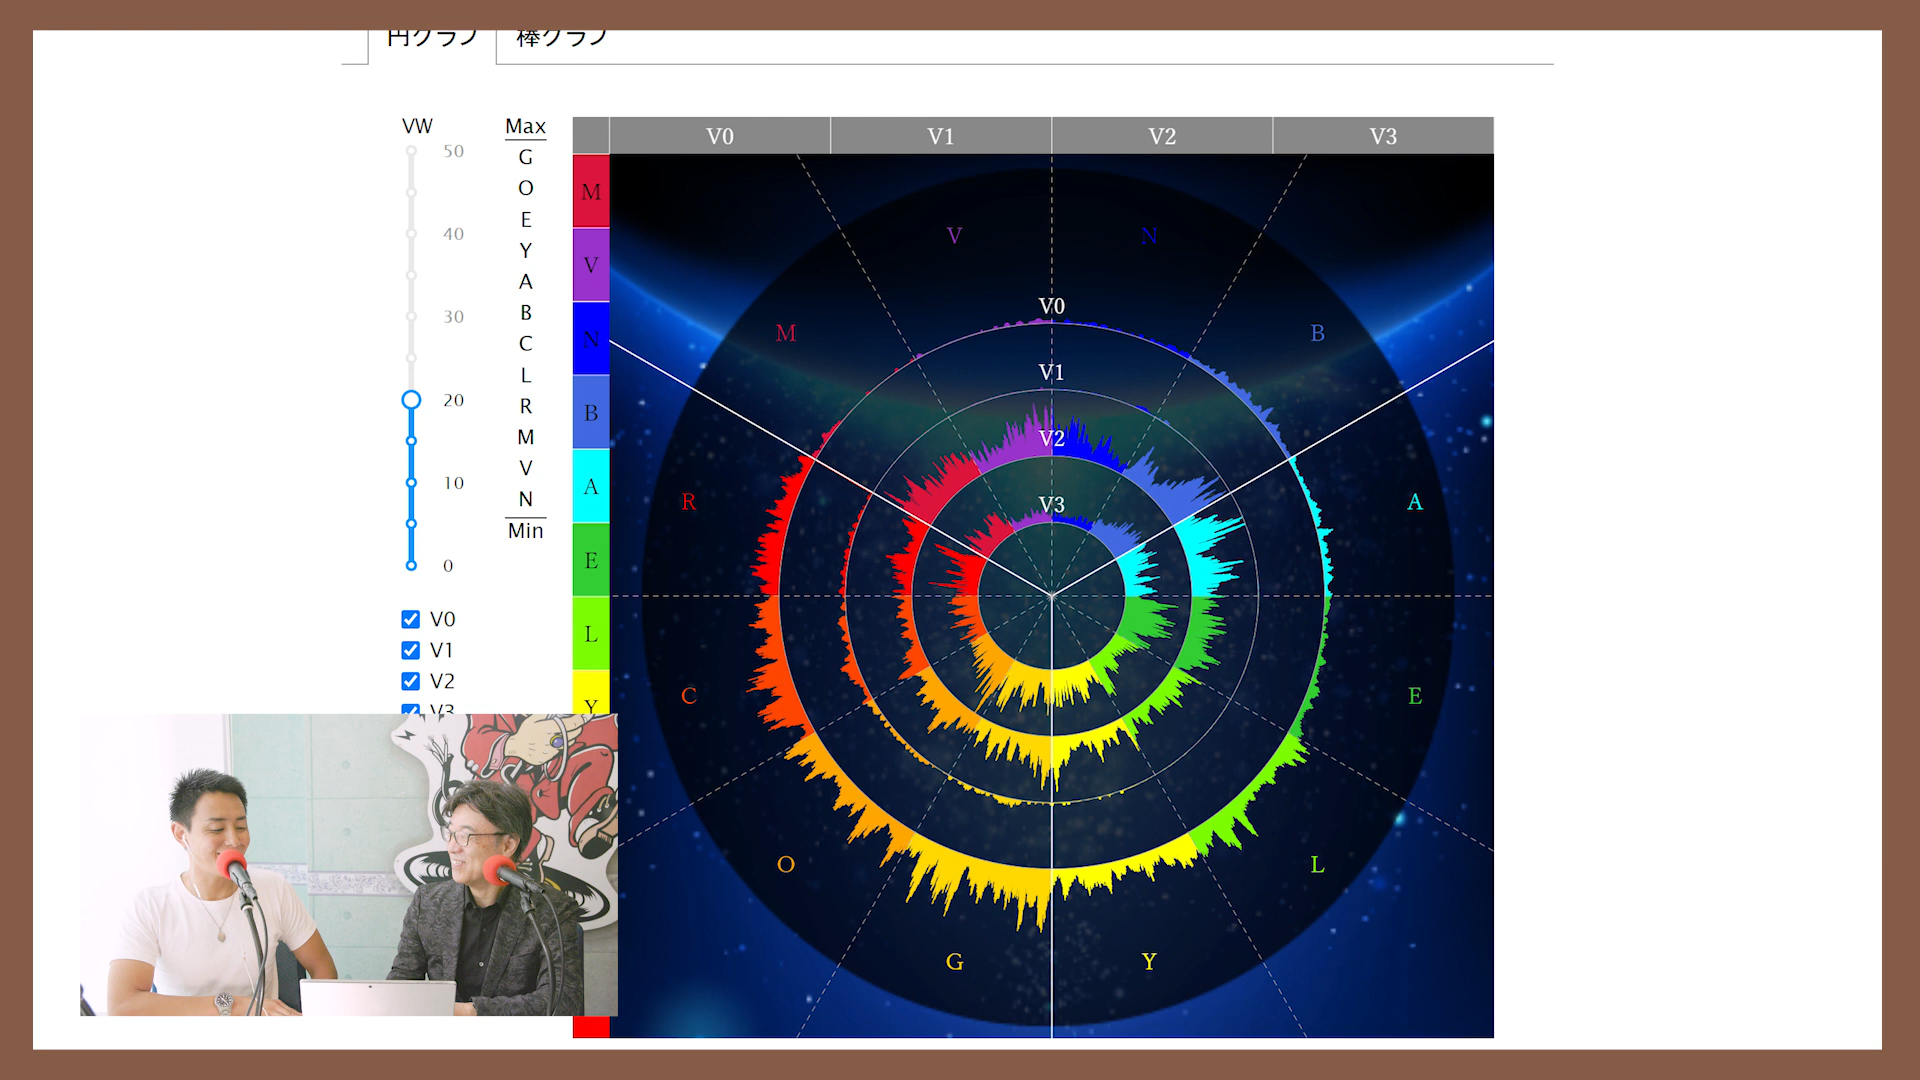 円グラフ 棒グラフ
VW
50
40
30
20
10
0
Max
G
O
E
Y
A
B
C
L
R
M
V
N
Min
V0
V1
V2
V3
V0 V1 V2 V3
M
V
N
B
A
E
L
Y
V N
M B
R A
C E
O L
G Y
V0
V1
V2
V3